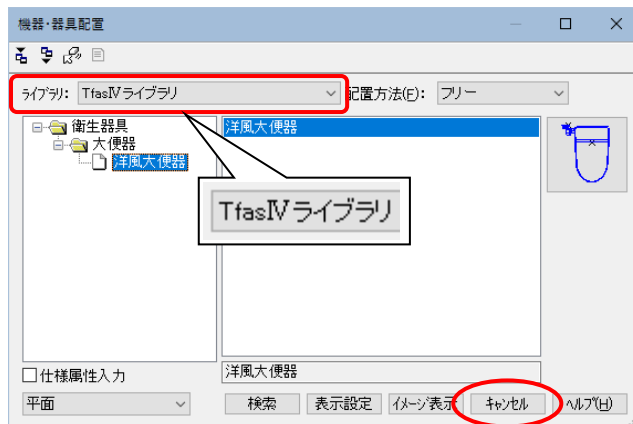 機器・器具配置
ライブラリ: TfasⅣライブラリ 配置方法(F): フリー
衛生器具
大便器
洋風大便器
洋風大便器
TfasⅣライブラリ
洋風大便器
仕様属性入力
平面
検索 表示設定 イメージ表示 キャンセル ヘルプ(H)